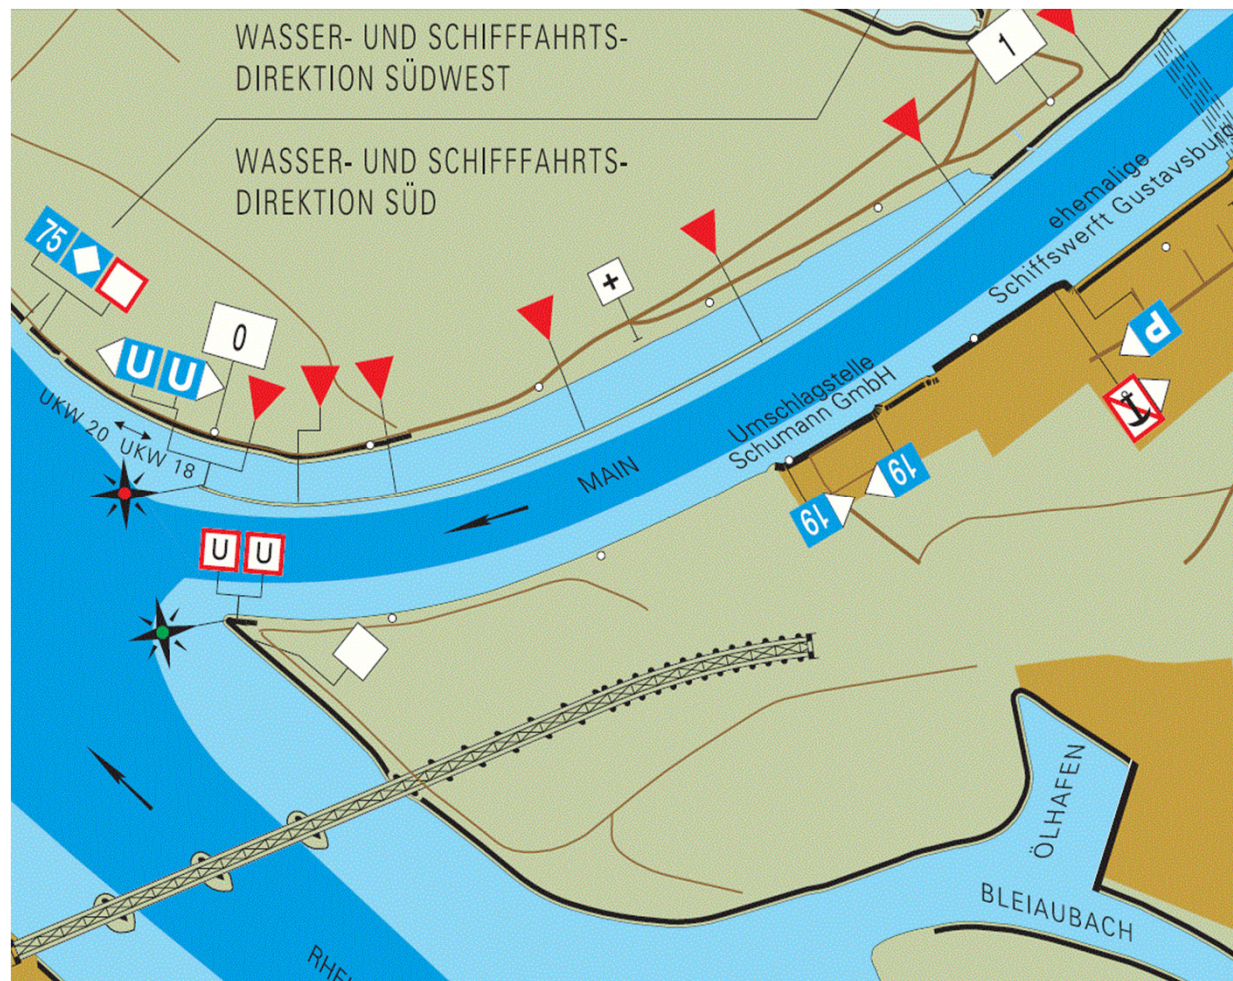 WASSER- UND SCHIFFFAHRTS-
DIREKTION SÜDWEST
1
WASSER- UND SCHIFFFAHRTS-
DIREKTION SÜD
ehemalige
Schiffswerft Gustavsburg
75
+
0
P
U U
UKW 20
UKW 18
Umschlagstelle
Schumann GmbH
MAIN
19
19
U U
ÖLHAFEN
BLEIAUBACH